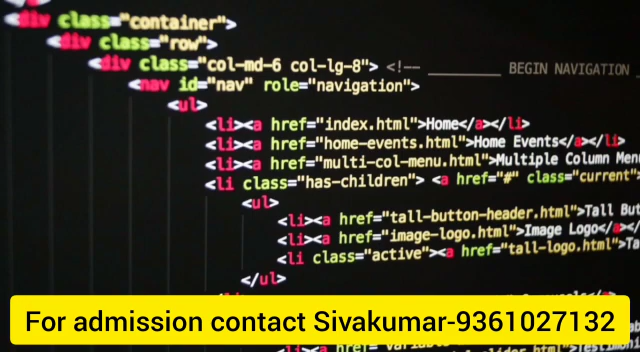 <div class="container">
<div class="row">
<div class="col-md-6 col-lg-8"> <!-- ________ BEGIN NAVIGATION
<nav id="nav" role="navigation">
<ul>
<li><a href="index.html">Home</a></li>
<li><a href="home-events.html">Home Events</a></li>
<li><a href="multi-col-menu.html">Multiple Column Menu
<li class="has-children"> <a href="#" class="current">
<ul>
<li><a href="tall-button-header.html">Tall But
<li><a href="image-logo.html">Image Logo</a></
<li class="active"><a href="tall-logo.html">Ta
</ul>
For admission contact Sivakumar-9361027132